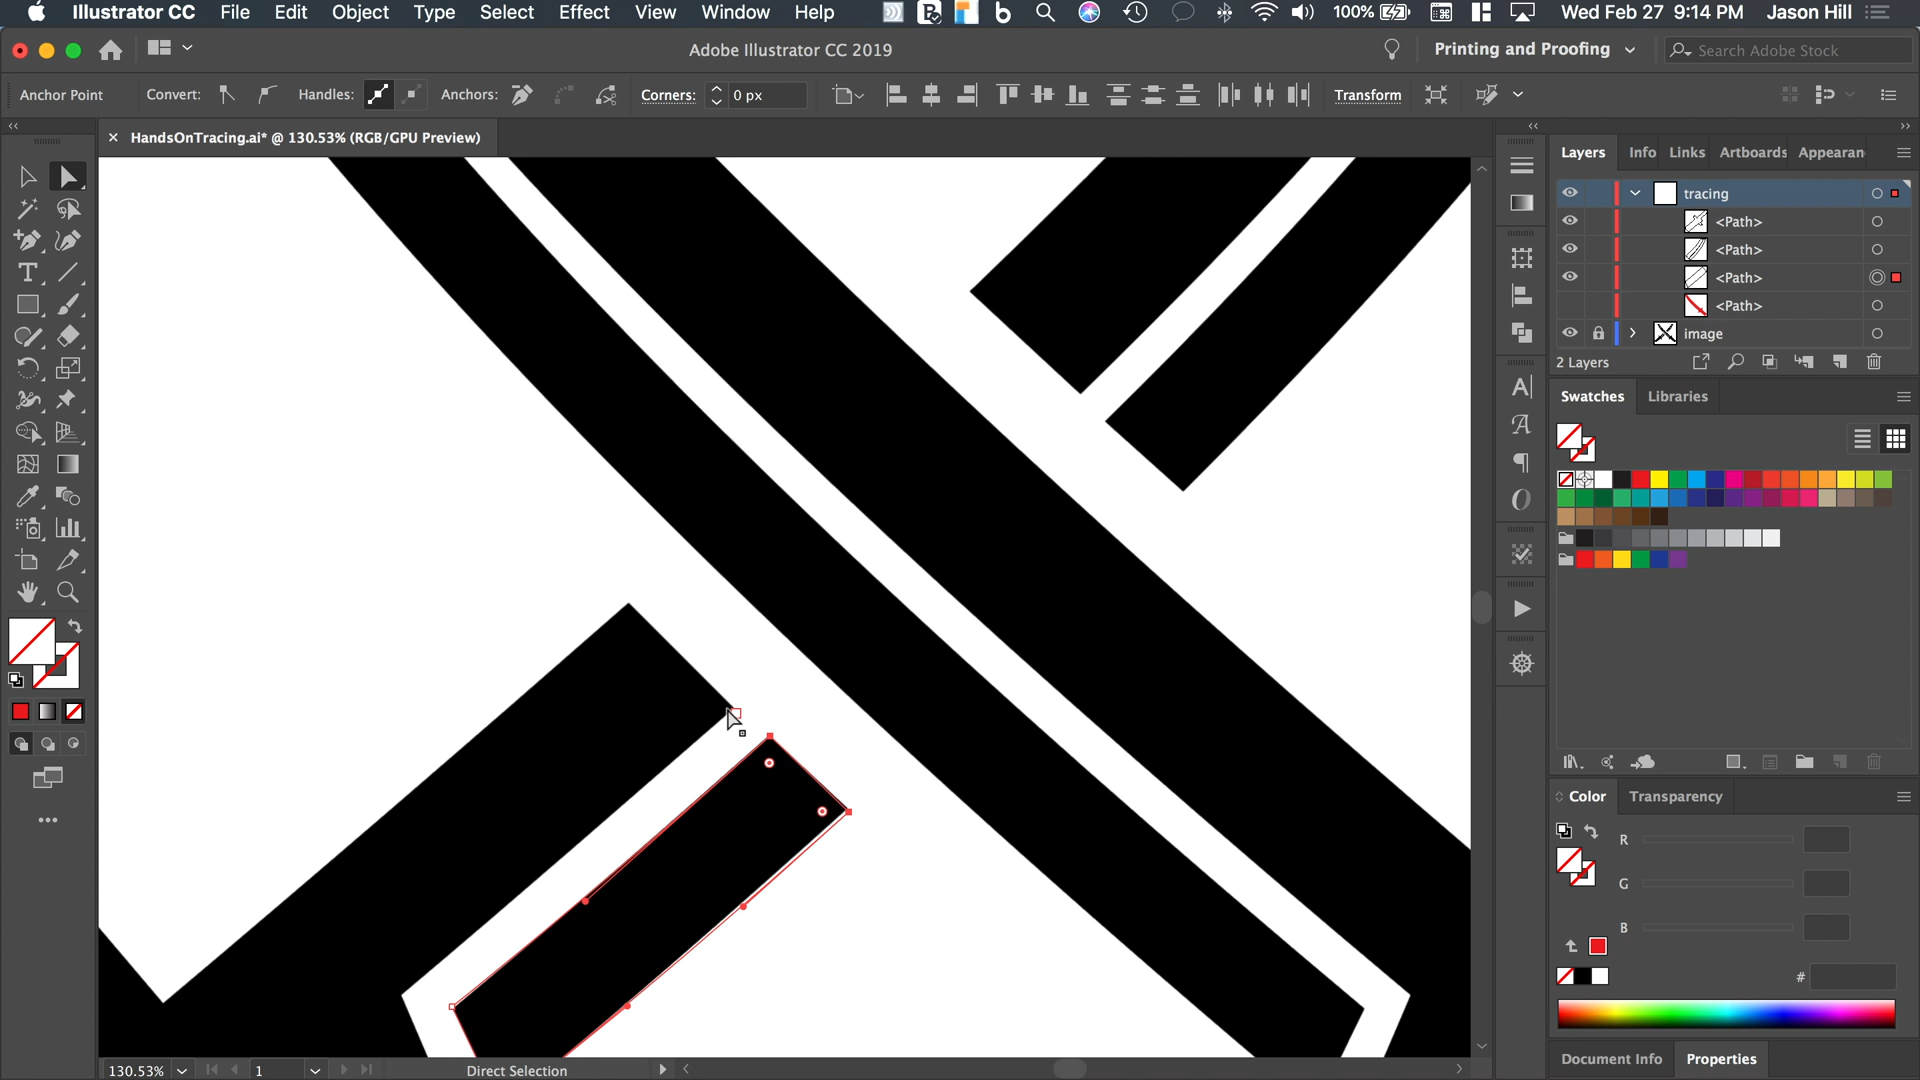 Illustrator CC File Edit Object Type Select Effect View Window Help 100% Wed Feb 27 9:14 PM Jason Hill
Adobe Illustrator CC 2019 Printing and Proofing Search Adobe Stock
Anchor Point Convert: Handles: Anchors: Corners: 0 px Transform
HandsOnTracing.ai* @ 130.53% (RGB/GPU Preview)
Layers Info Links Artboards Appearan
tracing
<Path>
<Path>
<Path>
<Path>
image
2 Layers
Swatches Libraries
Color Transparency
R
G
B
#
Document Info Properties
130.53% 1 Direct Selection